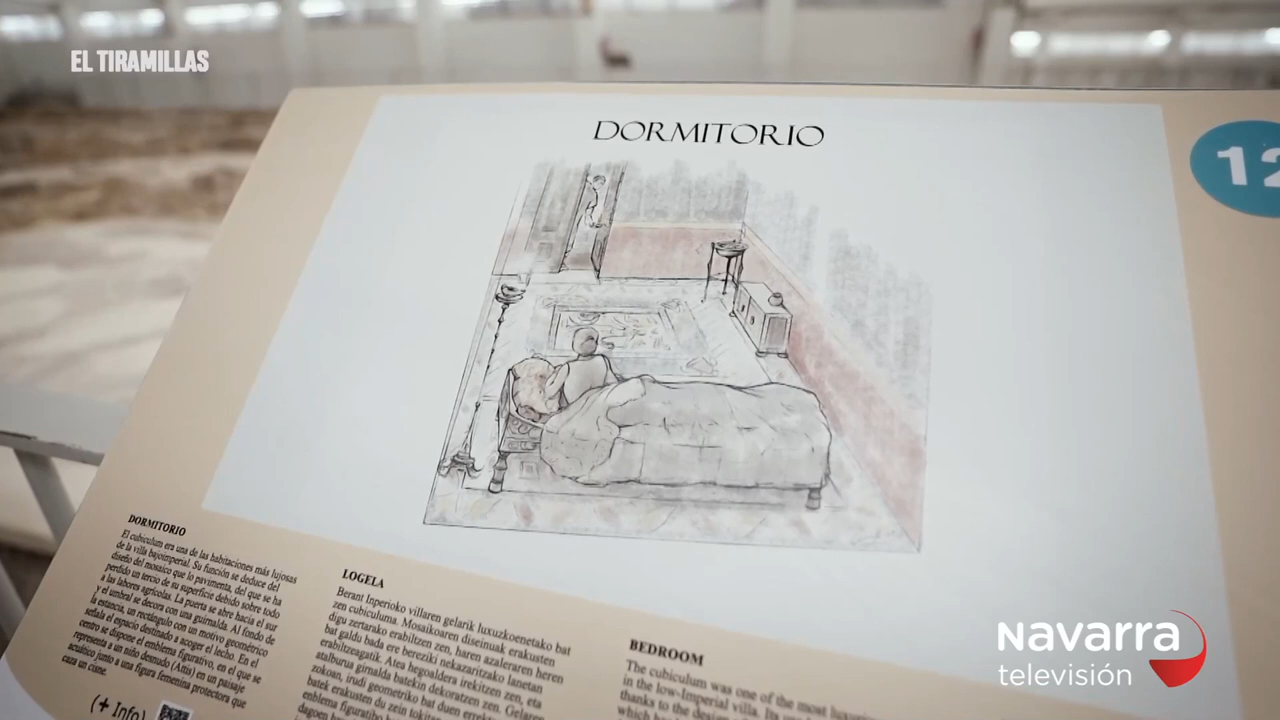 EL TIRAMILLAS
DORMITORIO
12
DORMITORIO
El cubiculum era una de las habitaciones más lujosas
de la villa bajoimperial. Su función se deduce del
diseño del mosaico que lo pavimenta, del que se ha
perdido un tercio de su superficie debido sobre todo
a las labores agrícolas. La puerta se abre hacia el sur
y el umbral se decora con una guirnalda. Al fondo de
la estancia, un rectángulo con un motivo geométrico
señala el espacio destinado a acoger el lecho. En el
centro se dispone el emblema figurativo, en el que se
representa a un niño desnudo (Attis) en un paisaje
acuático junto a una figura femenina protectora que
caza un cisne.
(+ Info)
LOGELA
Berant Inperioko villaren gelarik luxuzkoenetako bat
zen cubiculuma. Mosaikoaren diseinuak erakusten
digu zertarako erabiltzen zen, haren azaleraren heren
bat galdu bada ere bereziki nekazaritzako lanetan
erabiltzeagatik. Atea hegoaldera irekitzen zen, eta
atalburua girnalda batekin dekoratzen zen. Gelaren
zokoan, irudi geometriko bat duen
batek erakusten du zein
emblema figuratibo
dagoen
BEDROOM
The cubiculum was one of the most
in the low-Imperial villa. Its
thanks to the
which
Navarra
televisión